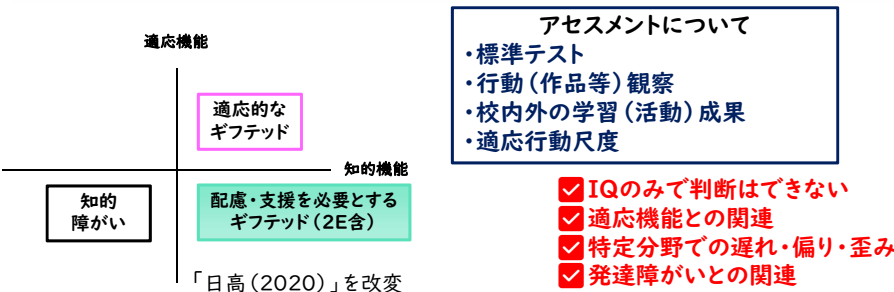 適応機能
適応的な
ギフテッド
知的機能
知的
障がい
配慮・支援を必要とする
ギフテッド(2E含)
「日高(2020)」を改変
アセスメントについて
・標準テスト
・行動(作品等)観察
・校内外の学習(活動)成果
・適応行動尺度
✅IQのみで判断はできない
✅適応機能との関連
✅特定分野での遅れ・偏り・歪み
✅発達障がいとの関連